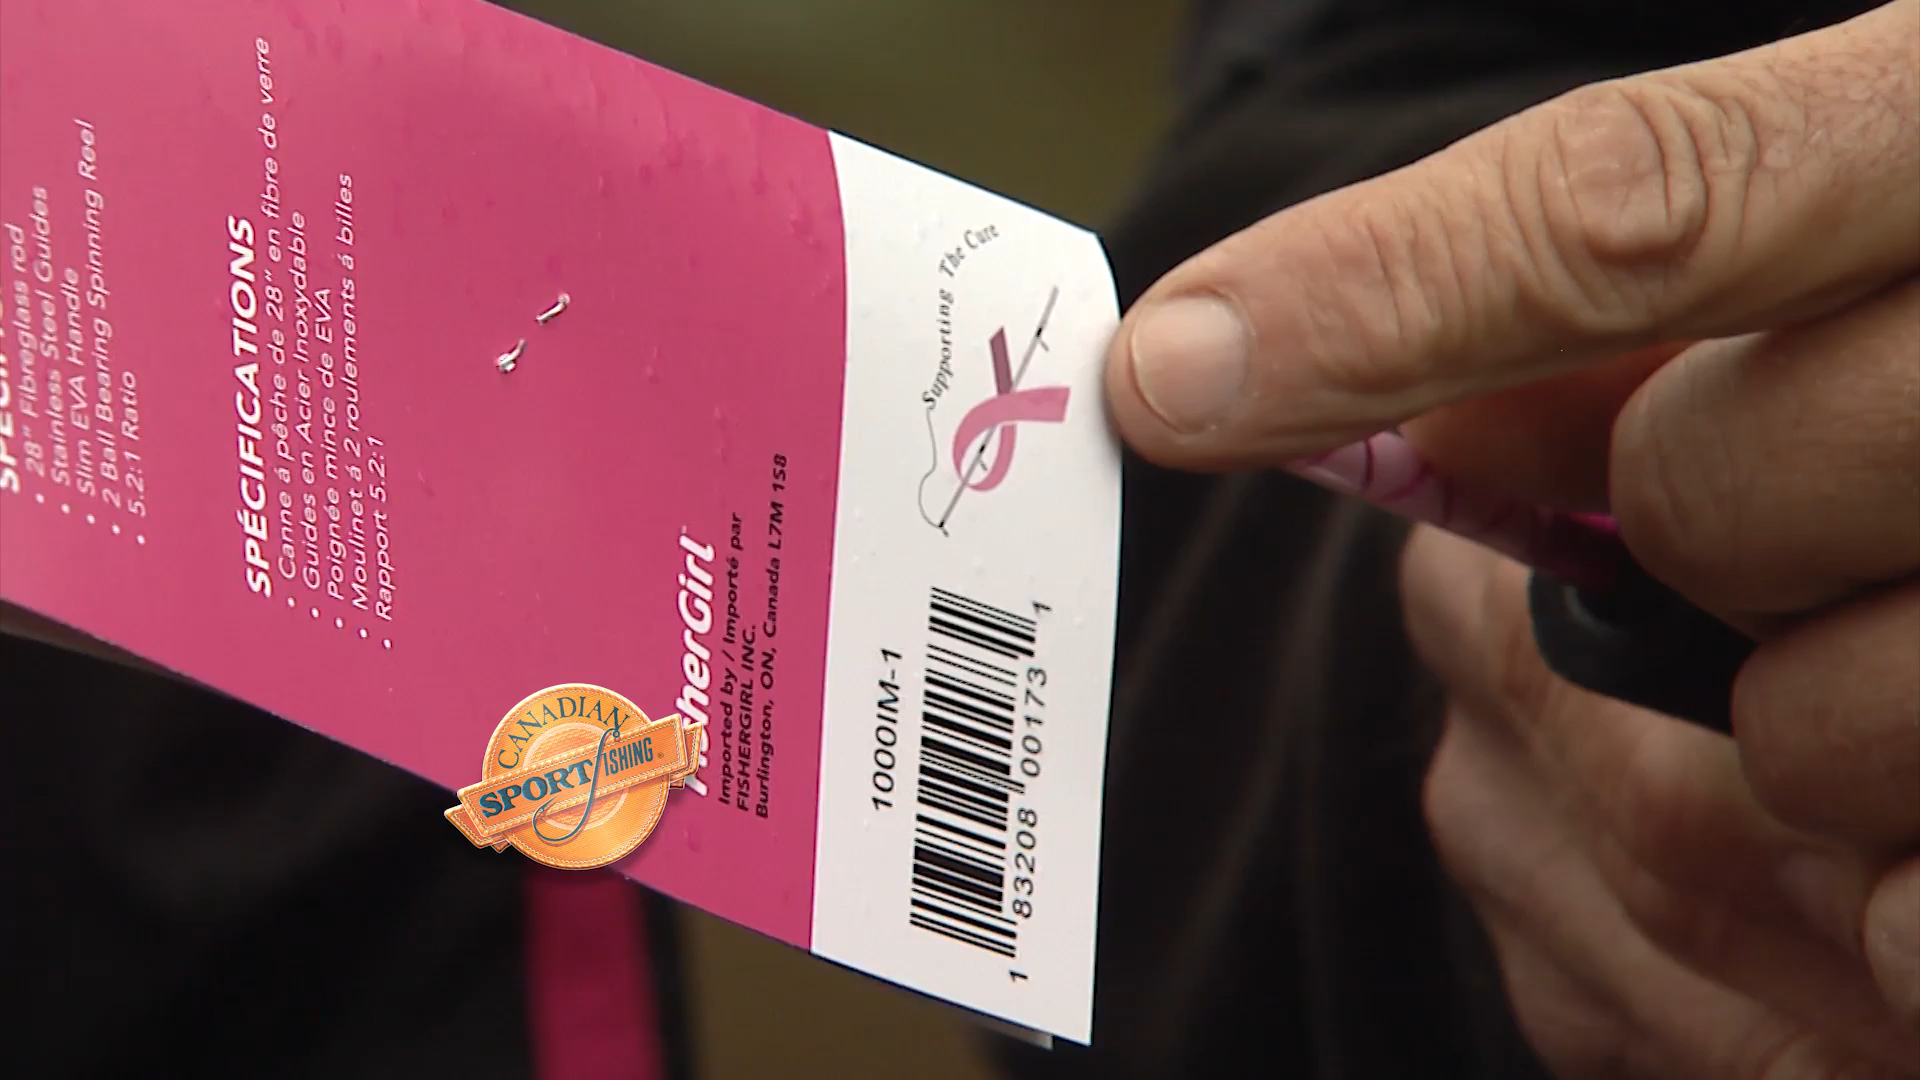 • 28" Fibreglass rod
• Stainless Steel Guides
• Slim EVA Handle
• 2 Ball Bearing Spinning Reel
• 5.2:1 Ratio
SPÉCIFICATIONS
• Canne á pêche de 28" en fibre de verre
• Guides en Acier Inoxydable
• Poignée mince de EVA
• Moulinet á 2 roulements á billes
• Rapport 5.2:1
FisherGirl™
Imported by / Importé par
FISHERGIRL INC.
Burlington, ON, Canada L7M 1S8
Supporting The Cure
1000IM-1
1 83208 00173 1
CANADIAN
SPORTFISHING®